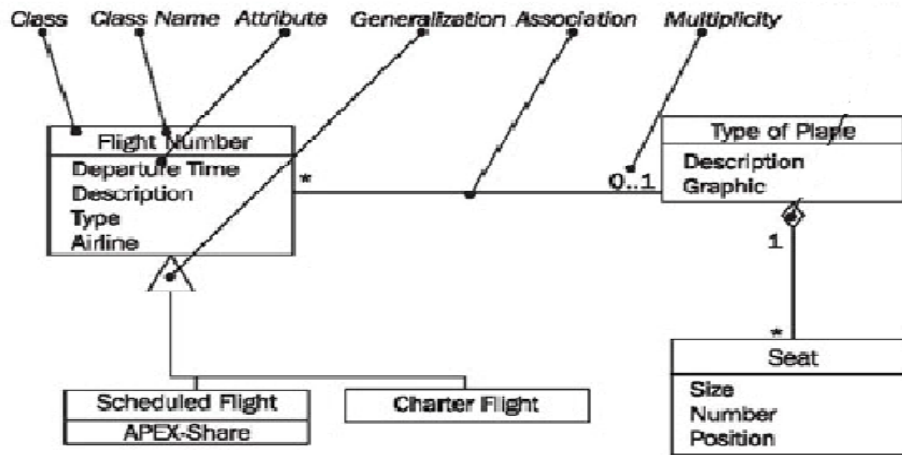 Class Class Name Attribute Generalization Association Multiplicity
Flight Number
Departure Time
Description
Type
Airline
*
0..1
Type of Plane
Description
Graphic
1
*
Seat
Size
Number
Position
Scheduled Flight
APEX-Share
Charter Flight